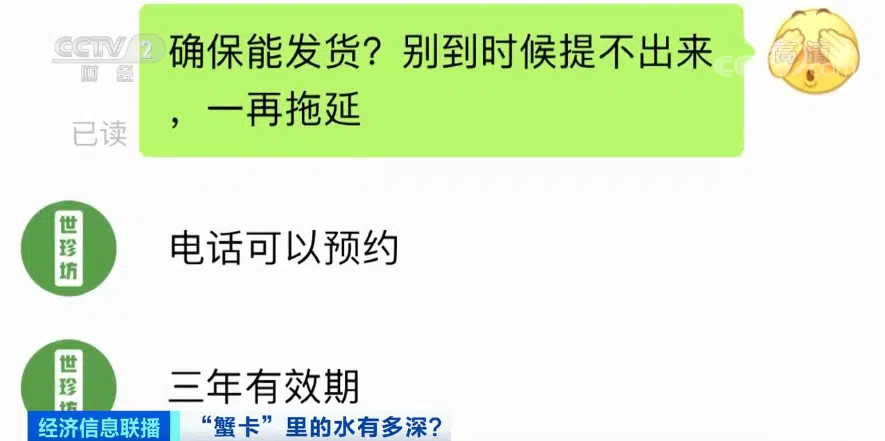 CCTV 2
财经
高清
cctv.com
确保能发货？别到时候提不出来
，一再拖延
已读
世珍坊
电话可以预约
世珍坊
三年有效期
经济信息联播
“蟹卡”里的水有多深？